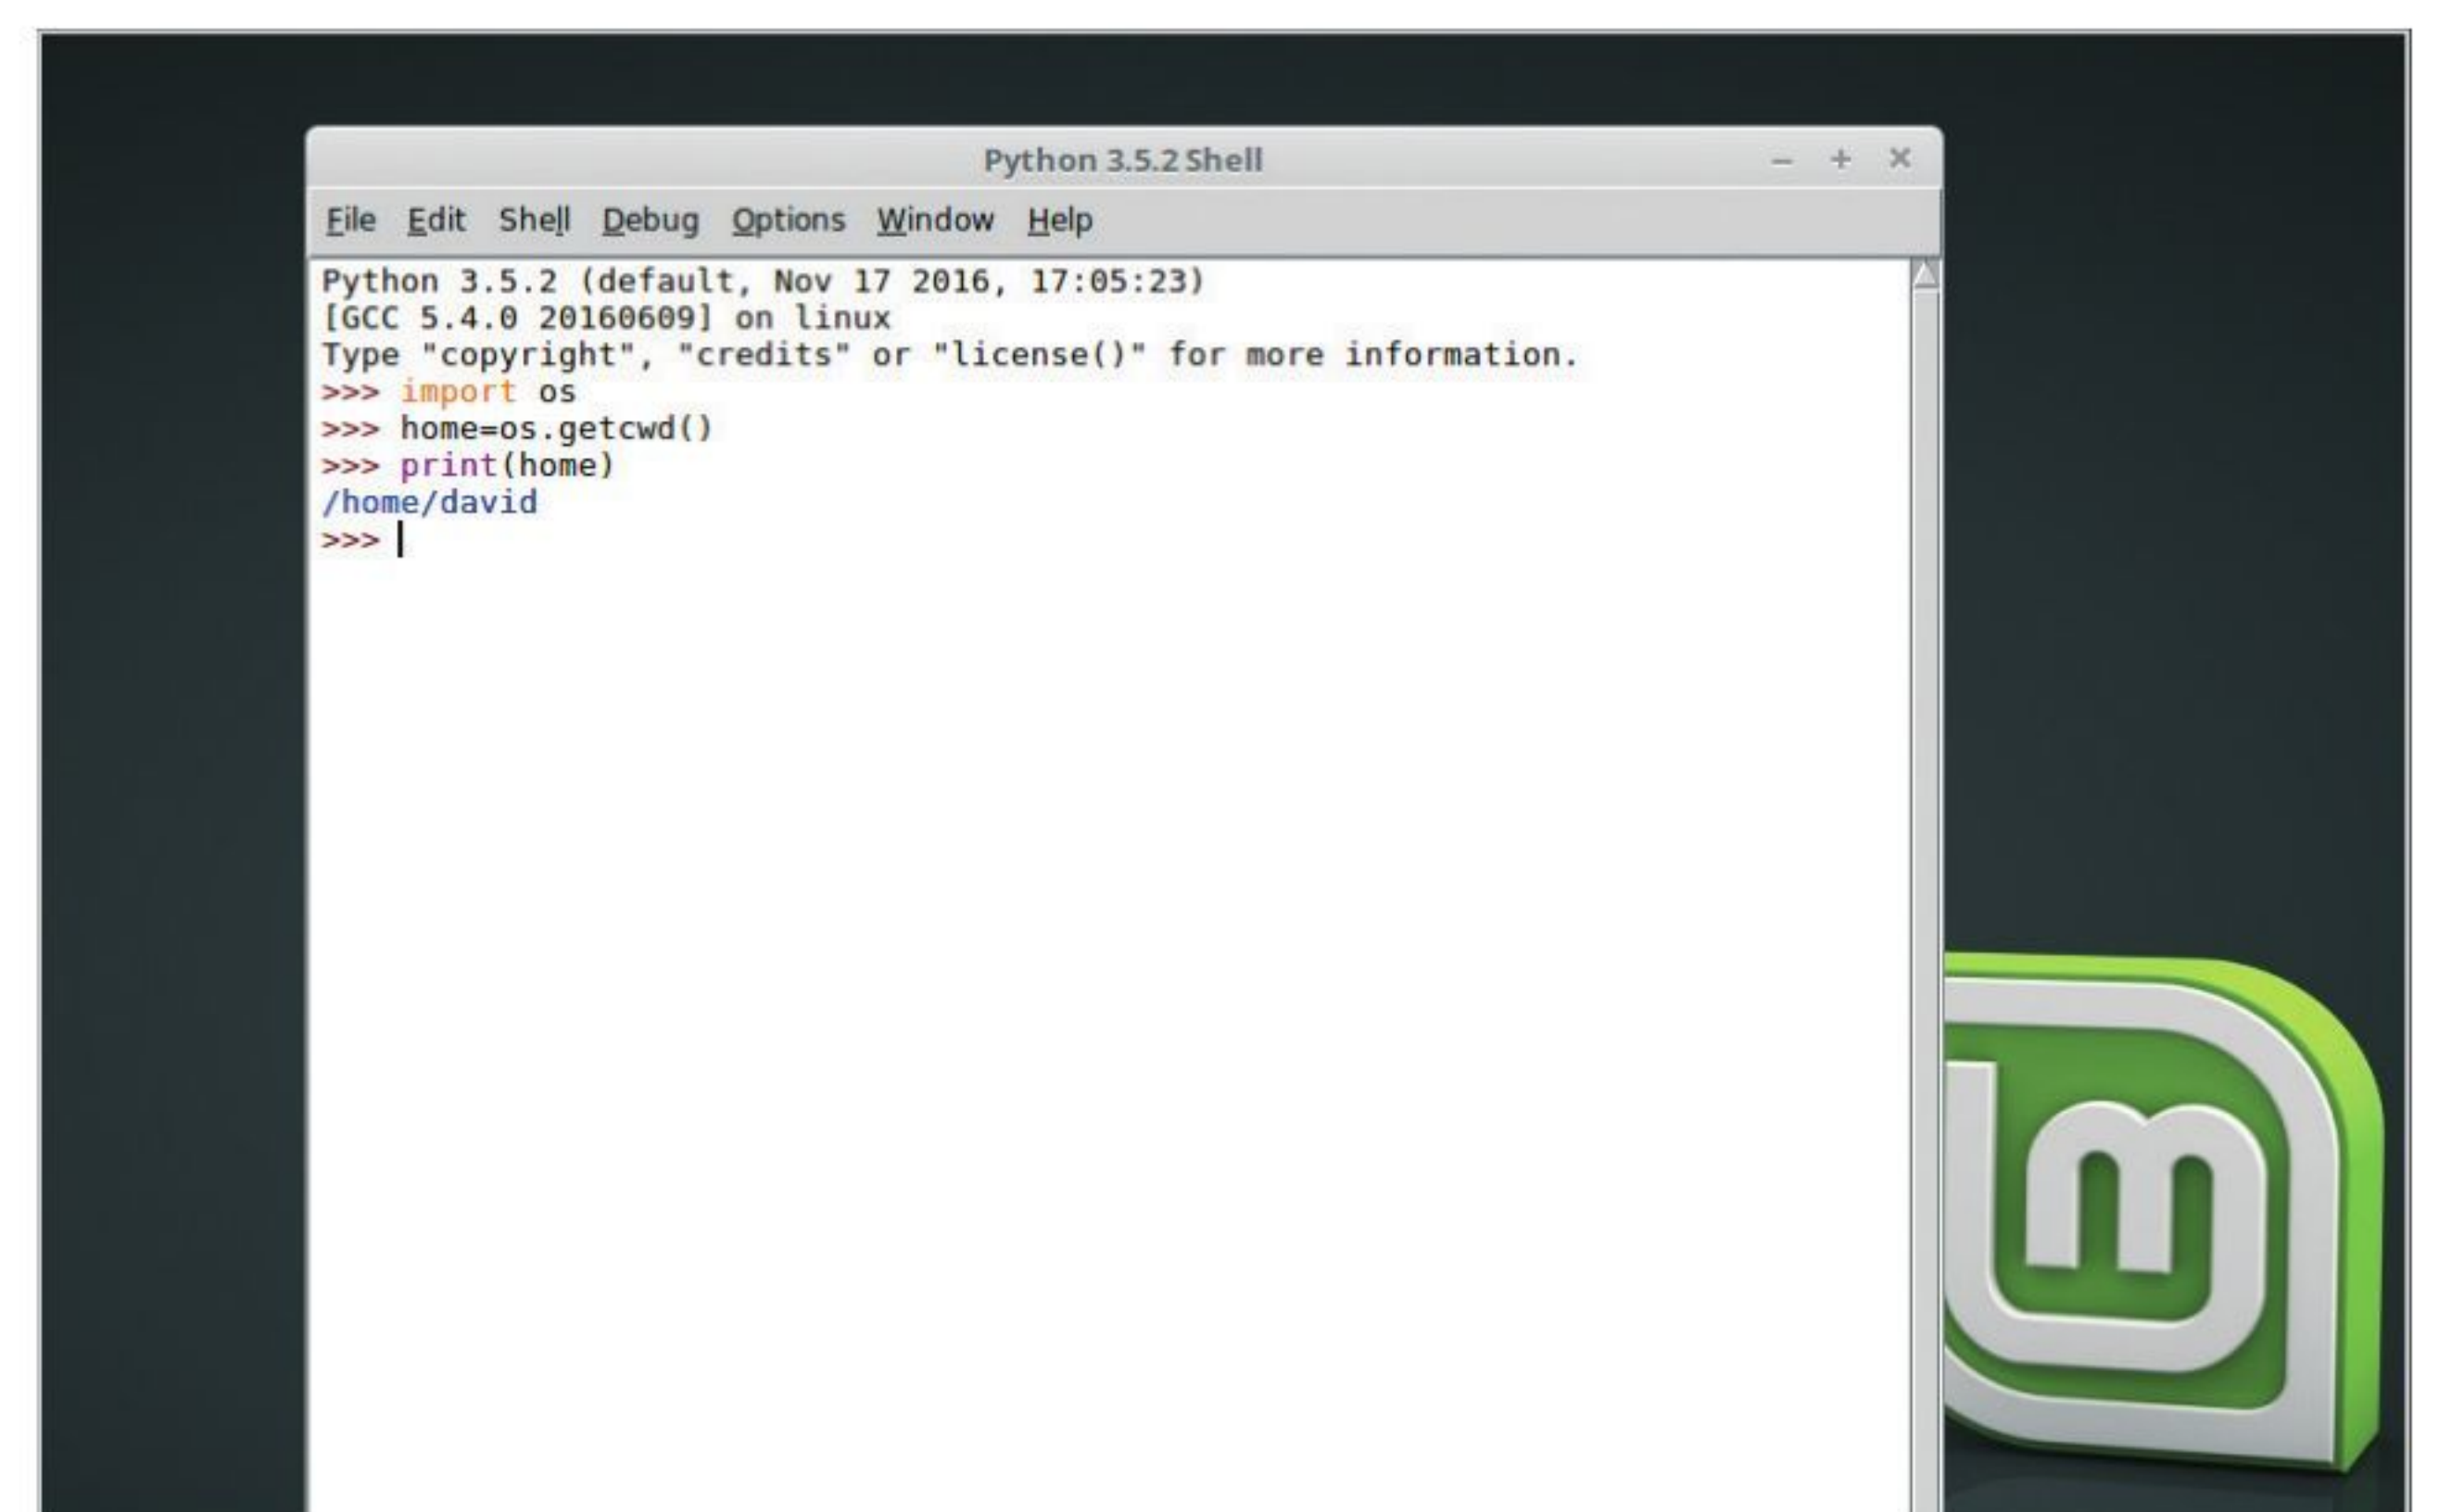 Python 3.5.2 Shell
File Edit Shell Debug Options Window Help
Python 3.5.2 (default, Nov 17 2016, 17:05:23)
[GCC 5.4.0 20160609] on linux
Type "copyright", "credits" or "license()" for more information.
>>> import os
>>> home=os.getcwd()
>>> print(home)
/home/david
>>>